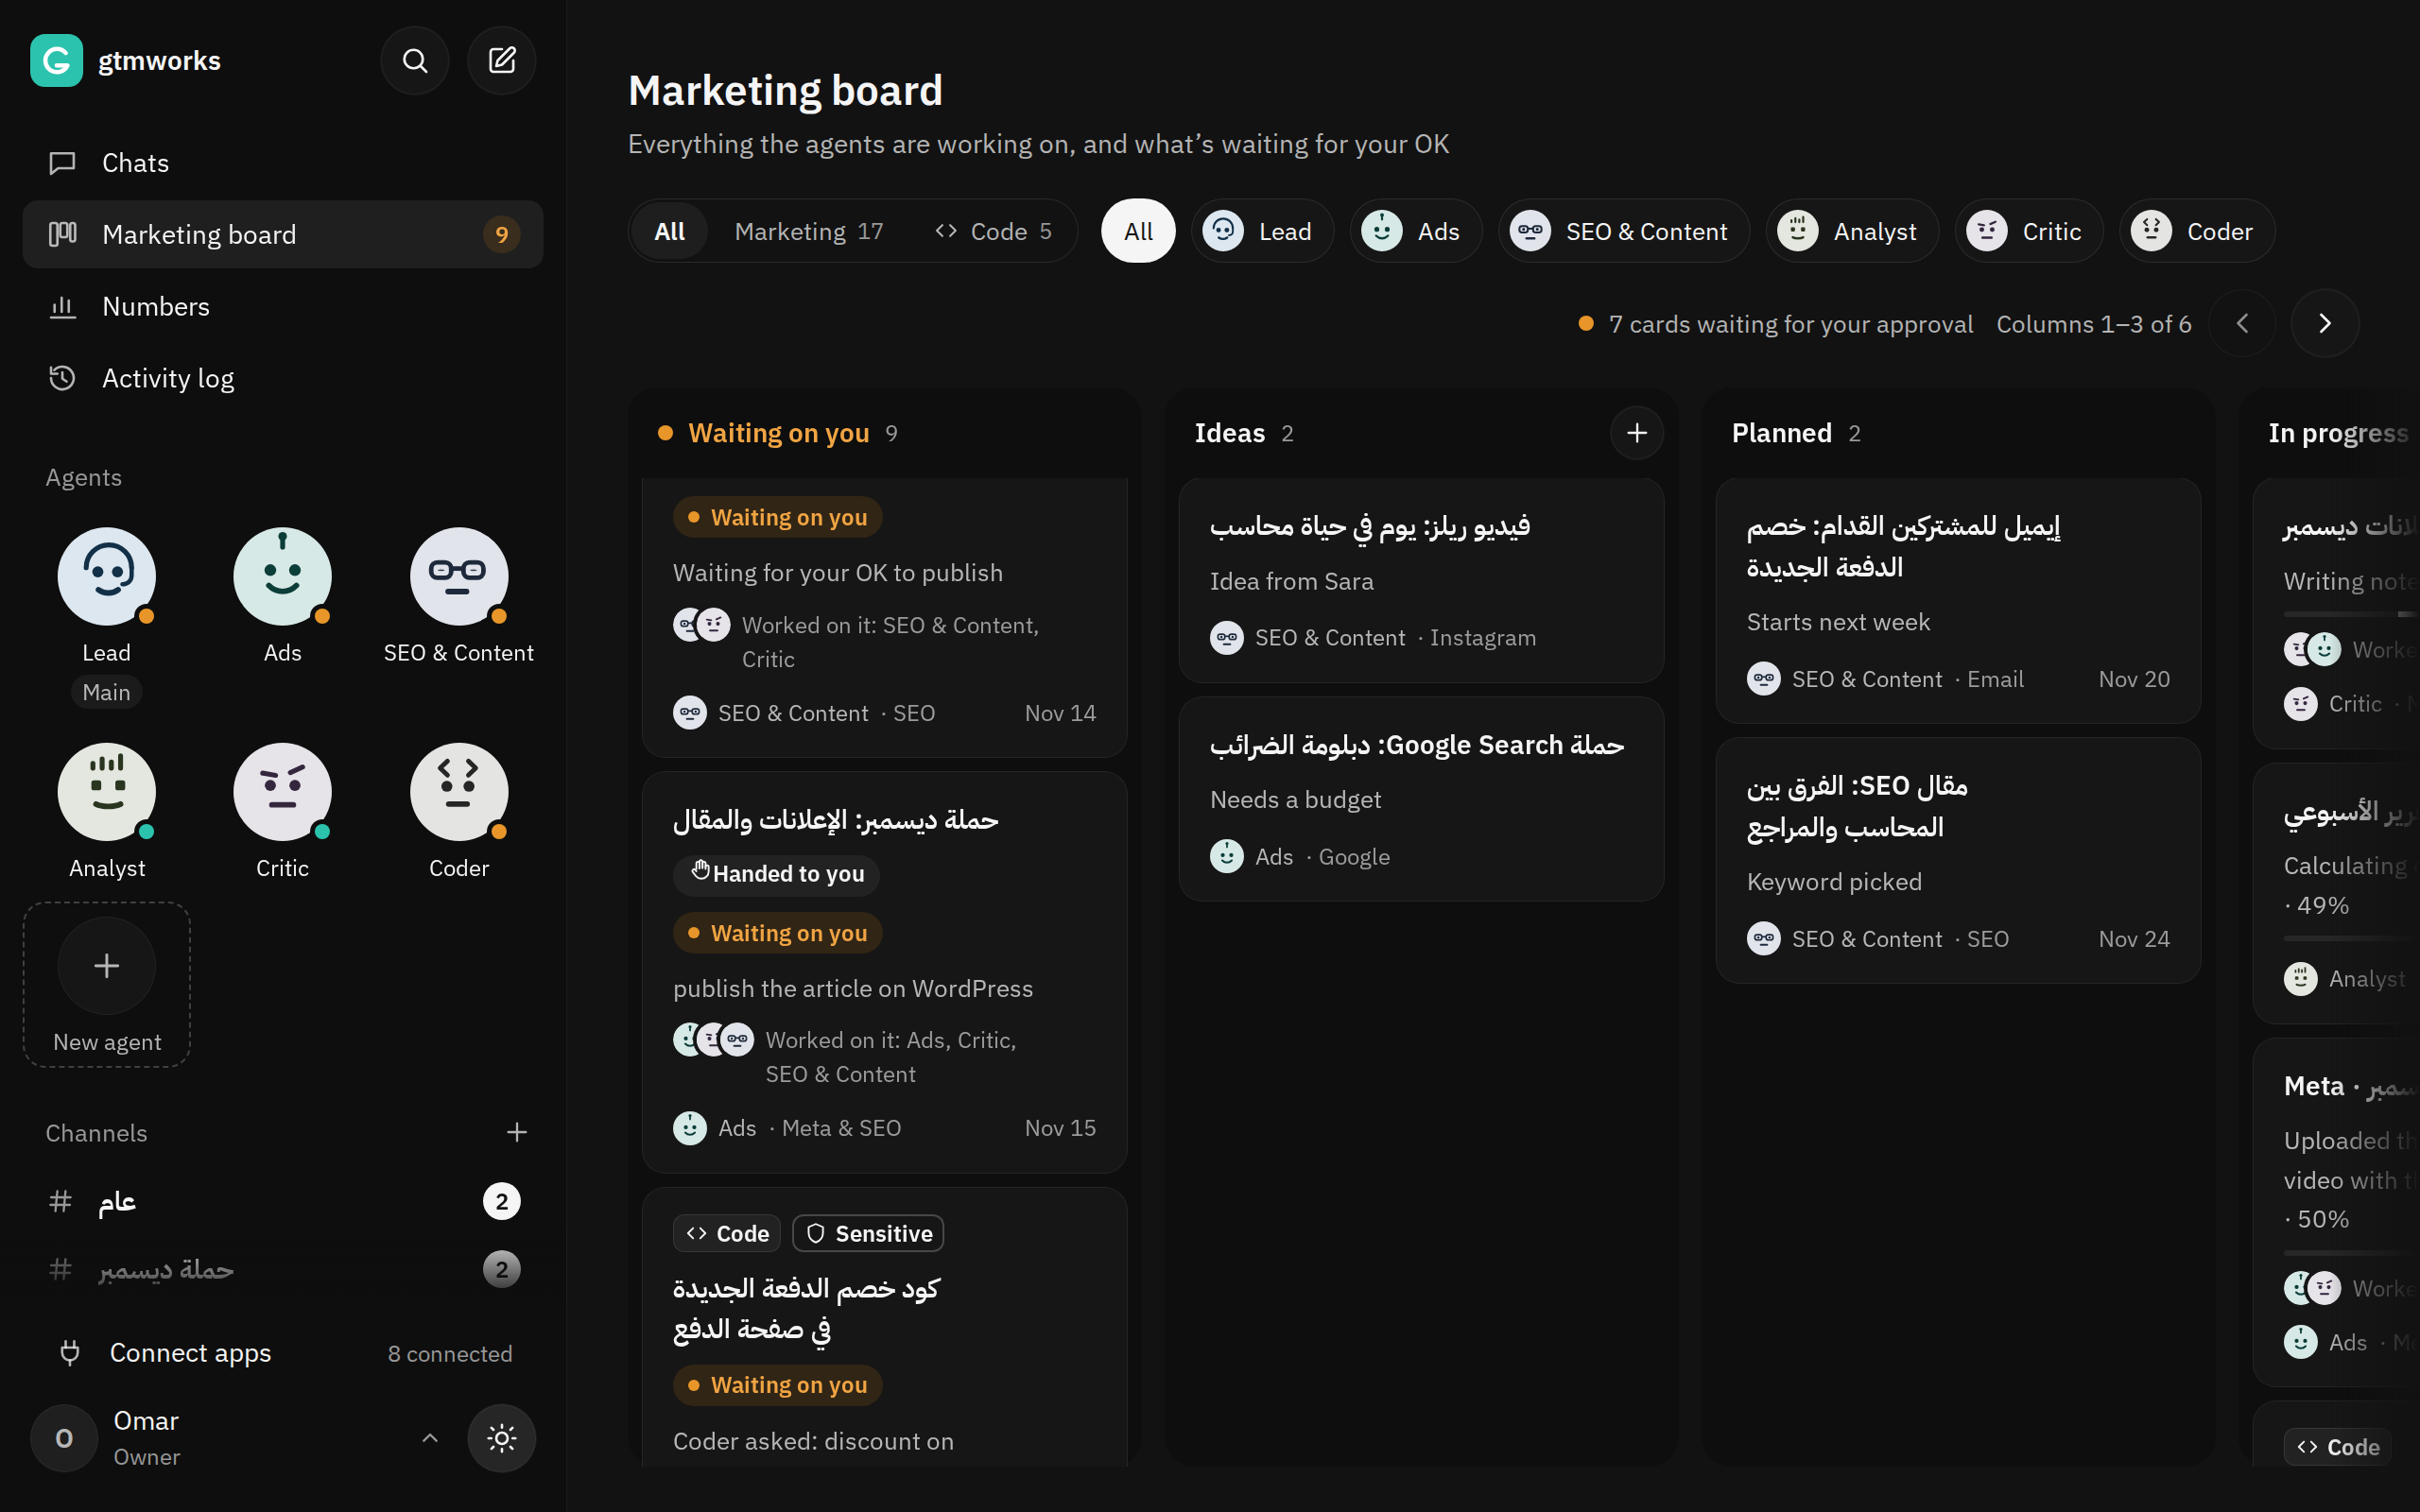 gtmworks
Chats
Marketing board 9
Numbers
Activity log
Agents
Lead
Ads
SEO & Content
Main
Analyst
Critic
Coder
New agent
Channels
عام 2
حملة ديسمبر 2
Connect apps 8 connected
O
Omar
Owner
Marketing board
Everything the agents are working on, and what’s waiting for your OK
All Marketing 17 Code 5
All Lead Ads SEO & Content Analyst Critic Coder
7 cards waiting for your approval Columns 1–3 of 6
Waiting on you 9
Waiting on you
Waiting for your OK to publish
Worked on it: SEO & Content,
Critic
SEO & Content · SEO Nov 14
حملة ديسمبر: الإعلانات والمقال
Handed to you
Waiting on you
publish the article on WordPress
Worked on it: Ads, Critic,
SEO & Content
Ads · Meta & SEO Nov 15
Code Sensitive
كود خصم الدفعة الجديدة
في صفحة الدفع
Waiting on you
Coder asked: discount on
Ideas 2
فيديو ريلز: يوم في حياة محاسب
Idea from Sara
SEO & Content · Instagram
حملة Google Search: دبلومة الضرائب
Needs a budget
Ads · Google
Planned 2
إيميل للمشتركين القدام: خصم
الدفعة الجديدة
Starts next week
SEO & Content · Email Nov 20
مقال SEO: الفرق بين
المحاسب والمراجع
Keyword picked
SEO & Content · SEO Nov 24
In progress
ديسمبر
Writing
Critic
الأسبوعي
Calculating
· 49%
Analyst
Meta ·
Uploaded
video with
· 50%
Ads
Code